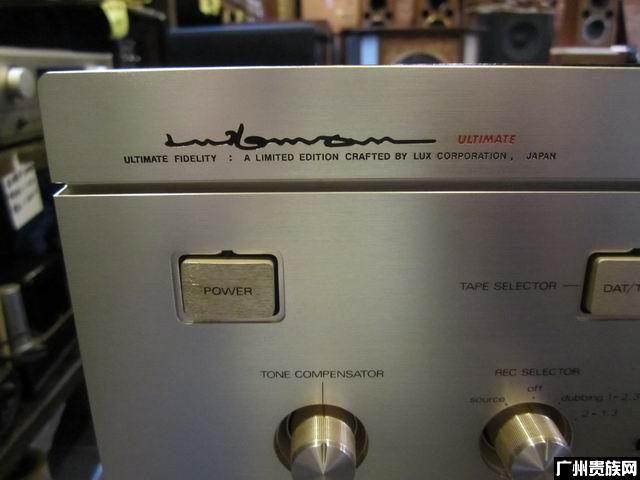 luxman ULTIMATE
ULTIMATE FIDELITY : A LIMITED EDITION CRAFTED BY LUX CORPORATION, JAPAN
POWER
TAPE SELECTOR
DAT/T
TONE COMPENSATOR
REC SELECTOR
off
source
dubbing 1-2.3
2-1.3
广州贵族网